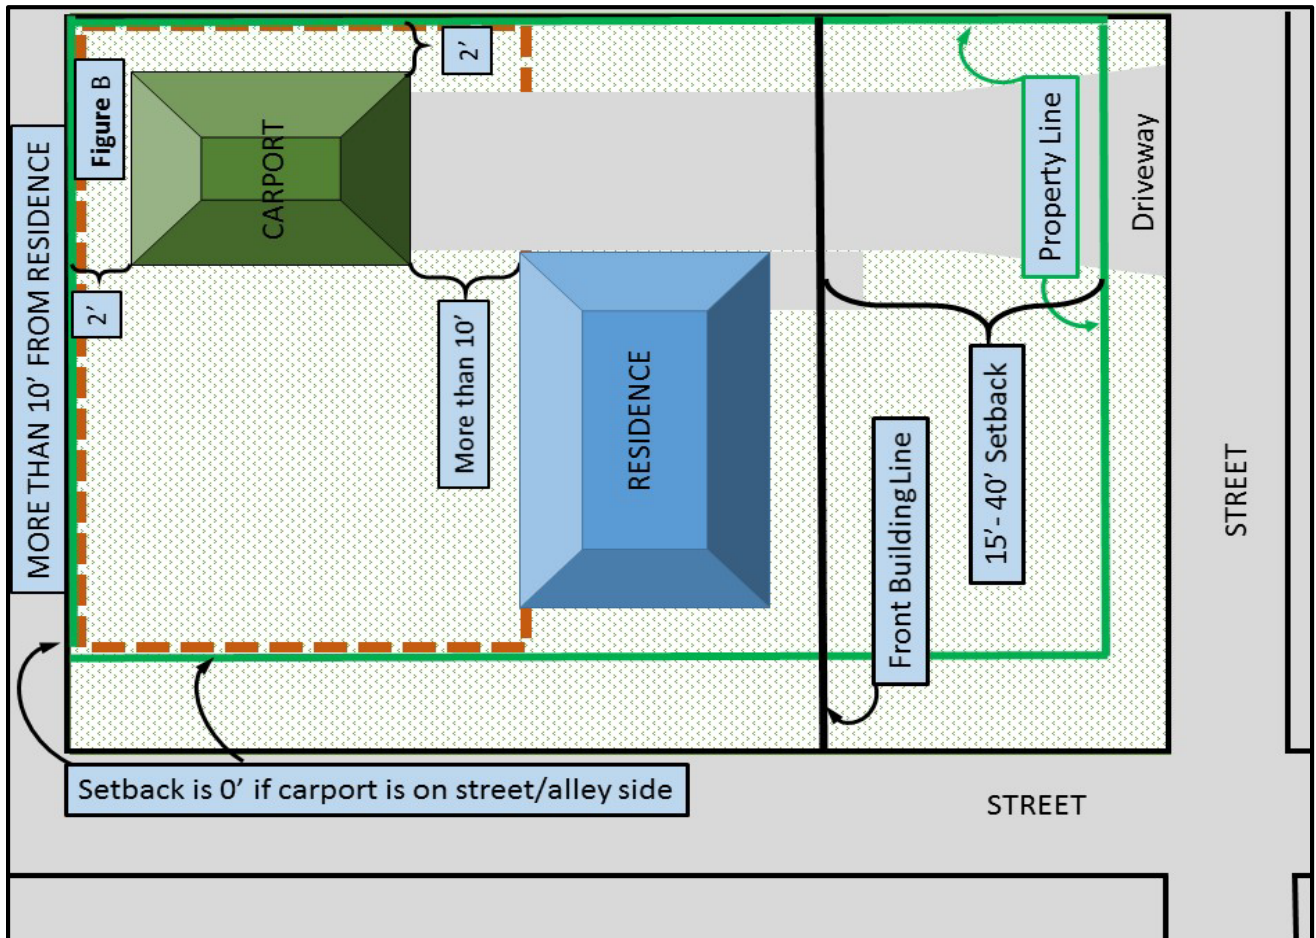 MORE THAN 10’ FROM RESIDENCE
Figure B
2’
2’
CARPORT
More than 10’
RESIDENCE
Front Building Line
15’- 40’ Setback
Property Line
Driveway
STREET
Setback is 0’ if carport is on street/alley side
STREET